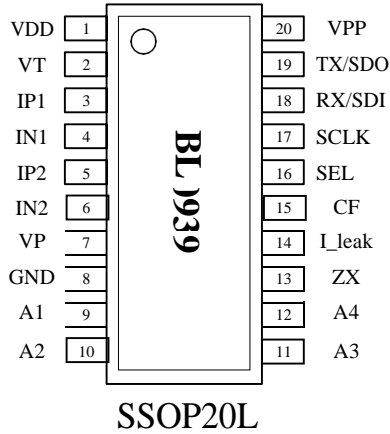 VDD 1 20 VPP
VT 2 19 TX/SDO
IP1 3 18 RX/SDI
IN1 4 17 SCLK
IP2 5 16 SEL
IN2 6 15 CF
VP 7 14 I_leak
GND 8 13 ZX
A1 9 12 A4
A2 10 11 A3
BL )939
SSOP20L